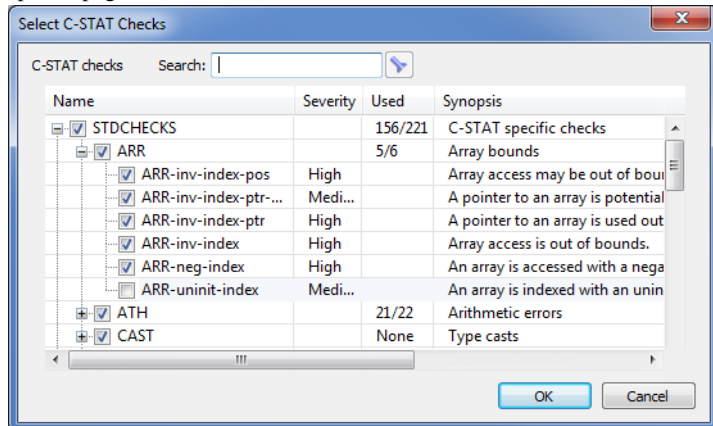 Select C-STAT Checks
C-STAT checks Search:
Name Severity Used Synopsis
STDCHECKS 156/221 C-STAT specific checks
ARR 5/6 Array bounds
ARR-inv-index-pos High Array access may be out of boun
ARR-inv-index-ptr-... Medi... A pointer to an array is potential
ARR-inv-index-ptr High A pointer to an array is used out
ARR-inv-index High Array access is out of bounds.
ARR-neg-index High An array is accessed with a nega
ARR-uninit-index Medi... An array is indexed with an unin
ATH 21/22 Arithmetic errors
CAST None Type casts
OK Cancel